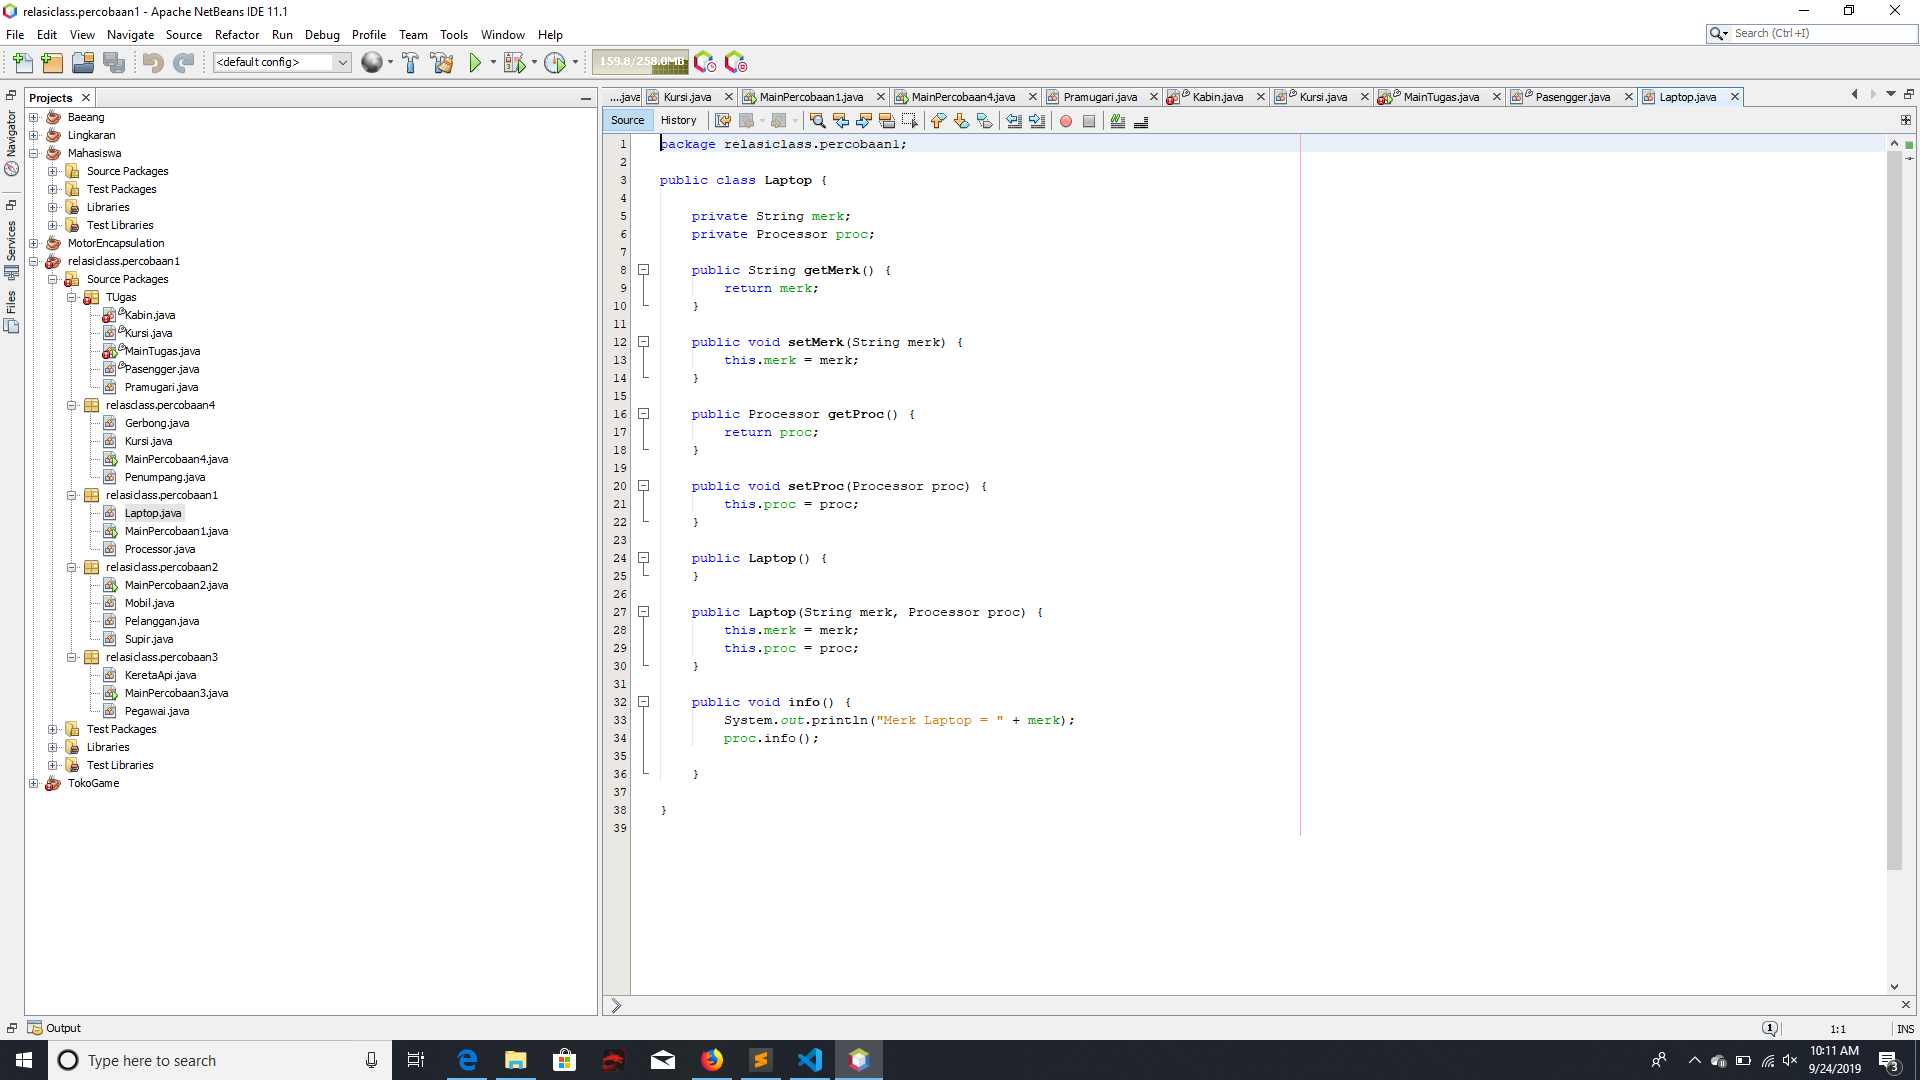 relasiclass.percobaan1 - Apache NetBeans IDE 11.1
File Edit View Navigate Source Refactor Run Debug Profile Team Tools Window Help
Search (Ctrl+I)
<default config>
159.8/258.0MB
Projects
Navigator
Services
Files
Baeang
Lingkaran
Mahasiswa
Source Packages
Test Packages
Libraries
Test Libraries
MotorEncapsulation
relasiclass.percobaan1
Source Packages
TUgas
Kabin.java
Kursi.java
MainTugas.java
Pasengger.java
Pramugari.java
relasclass.percobaan4
Gerbong.java
Kursi.java
MainPercobaan4.java
Penumpang.java
relasiclass.percobaan1
Laptop.java
MainPercobaan1.java
Processor.java
relasiclass.percobaan2
MainPercobaan2.java
Mobil.java
Pelanggan.java
Supir.java
relasiclass.percobaan3
KeretaApi.java
MainPercobaan3.java
Pegawai.java
Test Packages
Libraries
Test Libraries
TokoGame
....java Kursi.java MainPercobaan1.java MainPercobaan4.java Pramugari.java Kabin.java Kursi.java MainTugas.java Pasengger.java Laptop.java
Source History
1 package relasiclass.percobaan1;
2
3 public class Laptop {
4
5 private String merk;
6 private Processor proc;
7
8 public String getMerk() {
9 return merk;
10 }
11
12 public void setMerk(String merk) {
13 this.merk = merk;
14 }
15
16 public Processor getProc() {
17 return proc;
18 }
19
20 public void setProc(Processor proc) {
21 this.proc = proc;
22 }
23
24 public Laptop() {
25 }
26
27 public Laptop(String merk, Processor proc) {
28 this.merk = merk;
29 this.proc = proc;
30 }
31
32 public void info() {
33 System.out.println("Merk Laptop = " + merk);
34 proc.info();
35
36 }
37
38 }
39
Output
1
1:1
INS
Type here to search
10:11 AM
9/24/2019
3